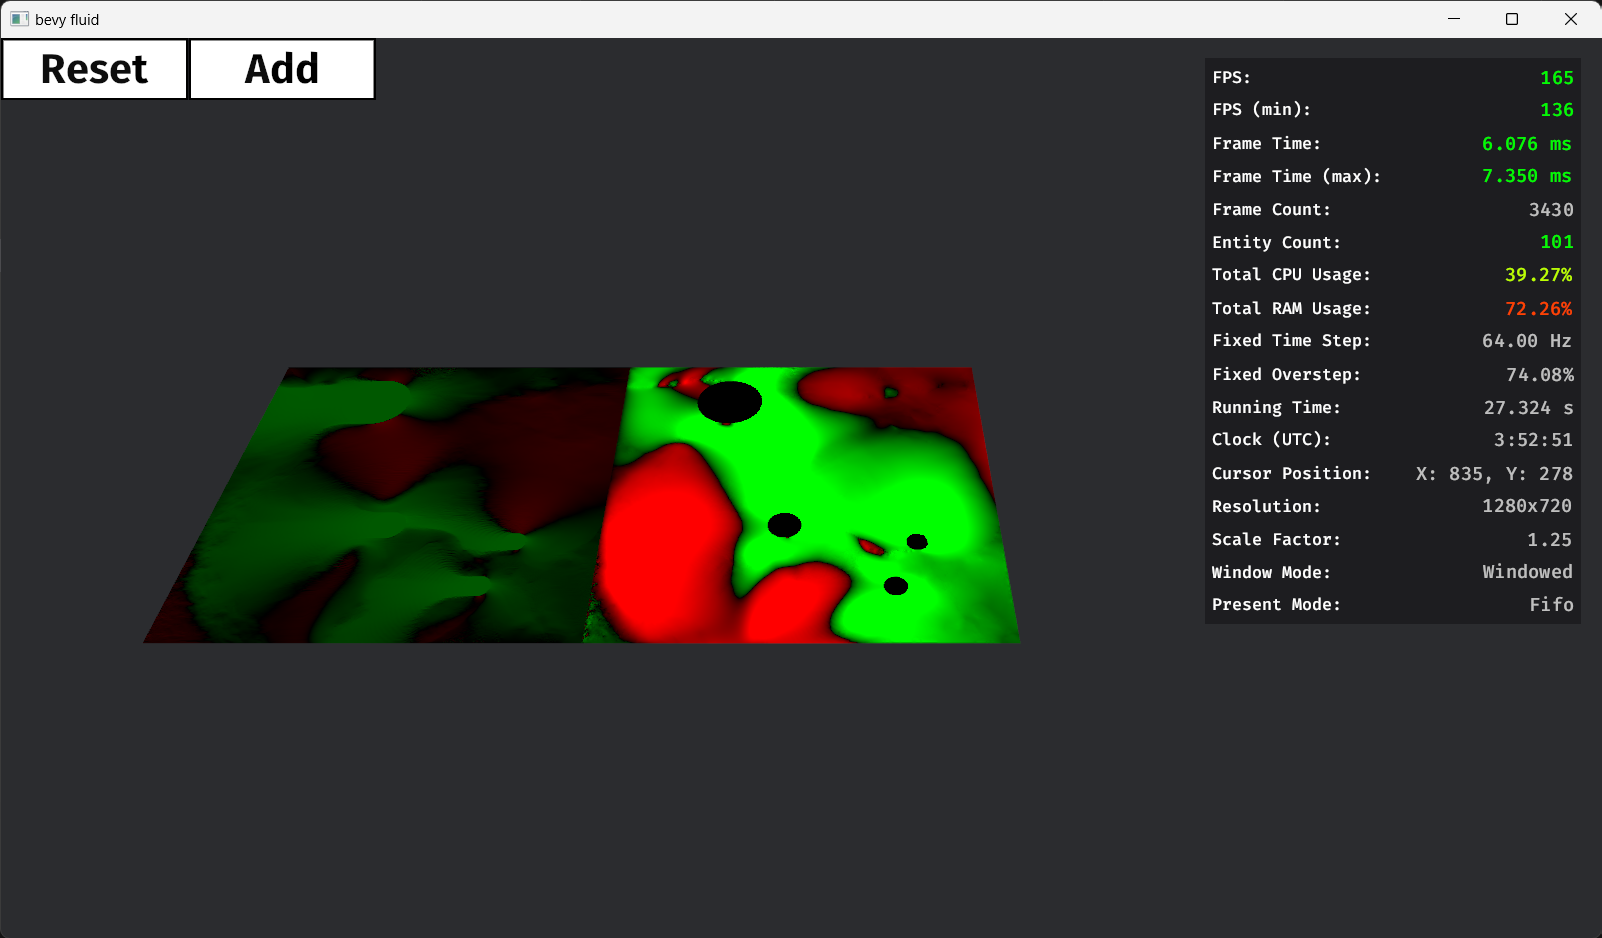 bevy fluid
Reset Add
FPS: 165
FPS (min): 136
Frame Time: 6.076 ms
Frame Time (max): 7.350 ms
Frame Count: 3430
Entity Count: 101
Total CPU Usage: 39.27%
Total RAM Usage: 72.26%
Fixed Time Step: 64.00 Hz
Fixed Overstep: 74.08%
Running Time: 27.324 s
Clock (UTC): 3:52:51
Cursor Position: X: 835, Y: 278
Resolution: 1280x720
Scale Factor: 1.25
Window Mode: Windowed
Present Mode: Fifo